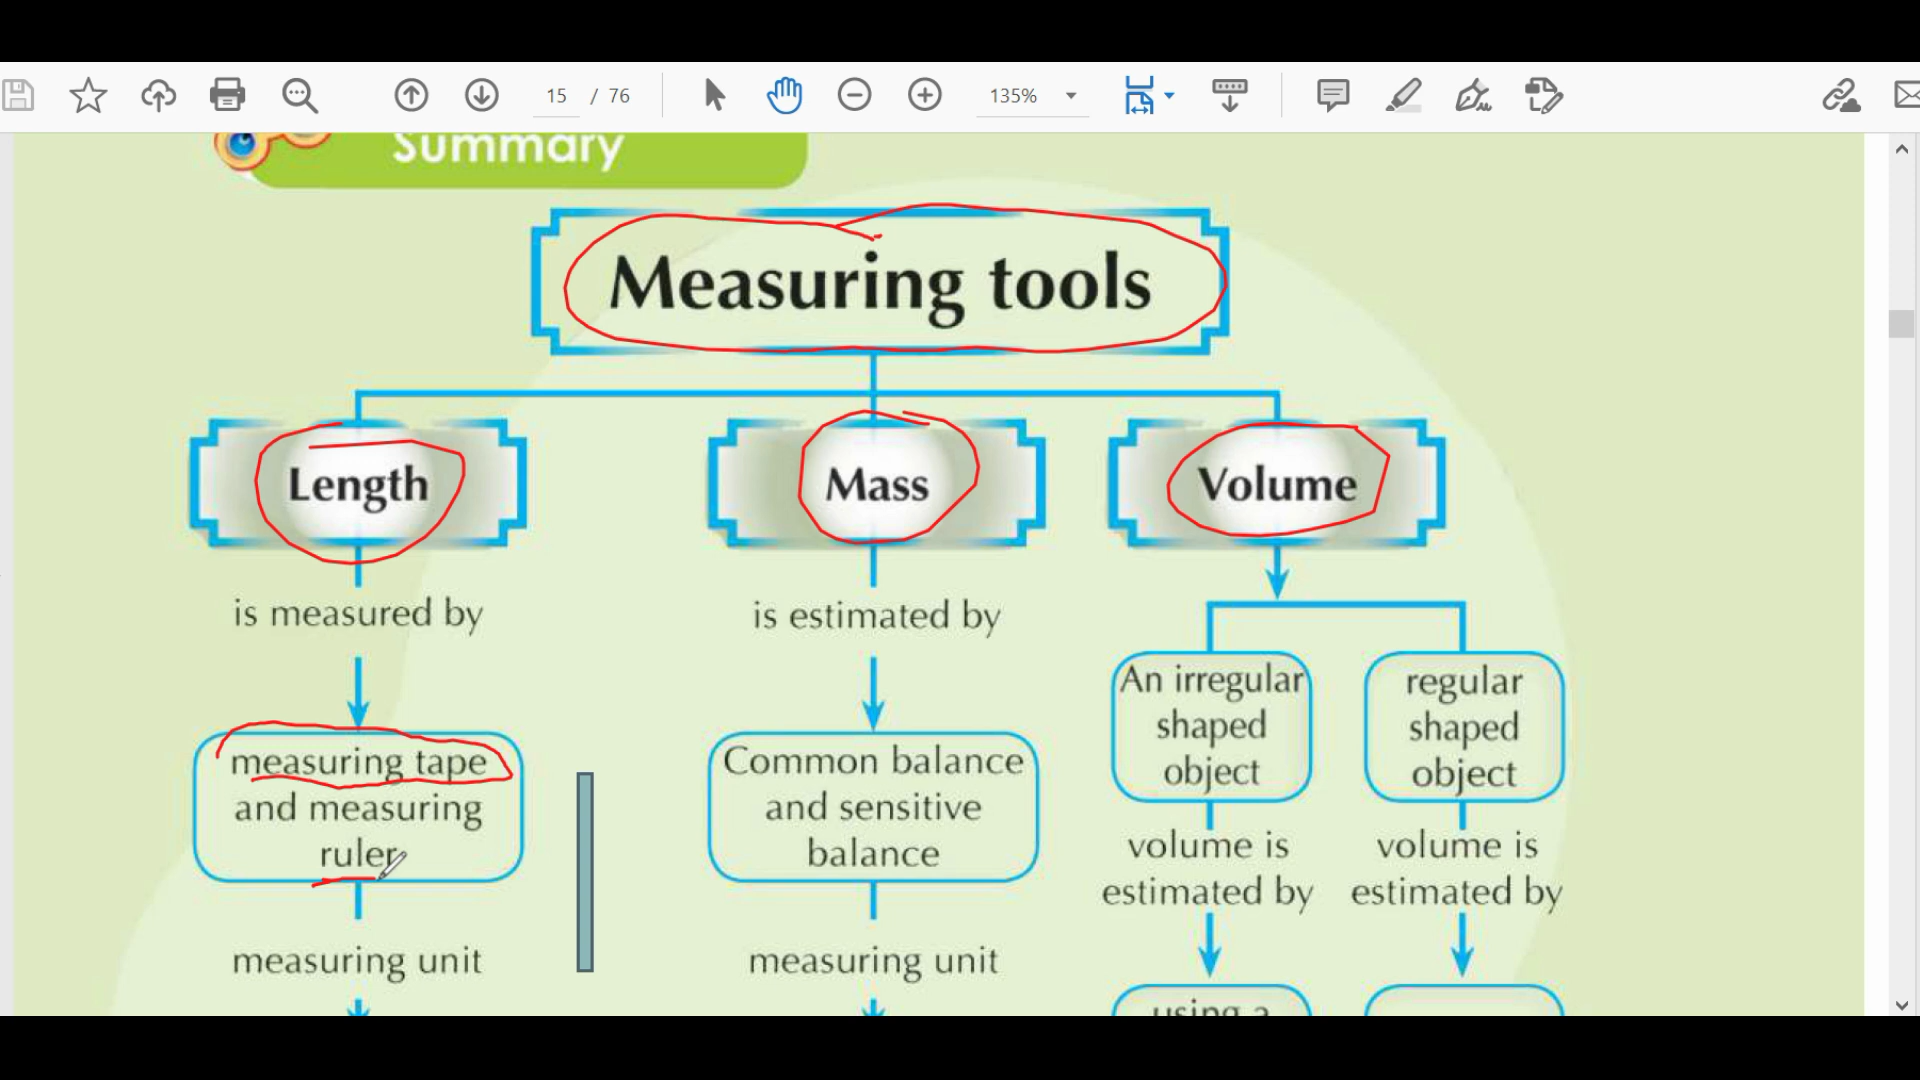 15 / 76
135%
Summary
Measuring tools
Length
Mass
Volume
is measured by
is estimated by
An irregular
shaped
object
regular
shaped
object
measuring tape
and measuring
ruler
Common balance
and sensitive
balance
volume is
estimated by
volume is
estimated by
measuring unit
measuring unit
using a